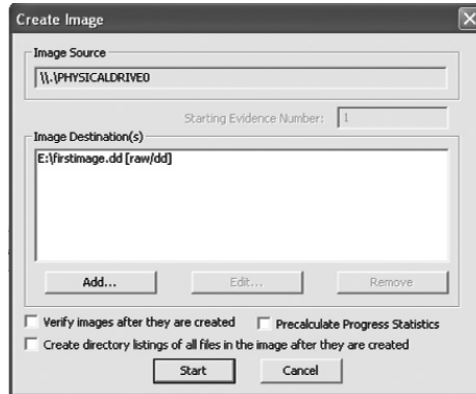 Create Image
Image Source
\\.\PHYSICALDRIVE0
Starting Evidence Number: 1
Image Destination(s)
E:\firstimage.dd [raw/dd]
Add... Edit... Remove
Verify images after they are created Precalculate Progress Statistics
Create directory listings of all files in the image after they are created
Start Cancel